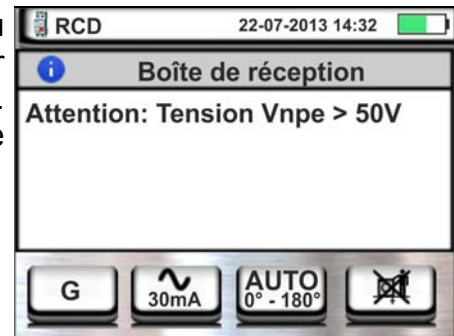 RCD 22-07-2013 14:32
Boîte de réception
Attention: Tension Vnpe > 50V
G 30mA AUTO
0° - 180°